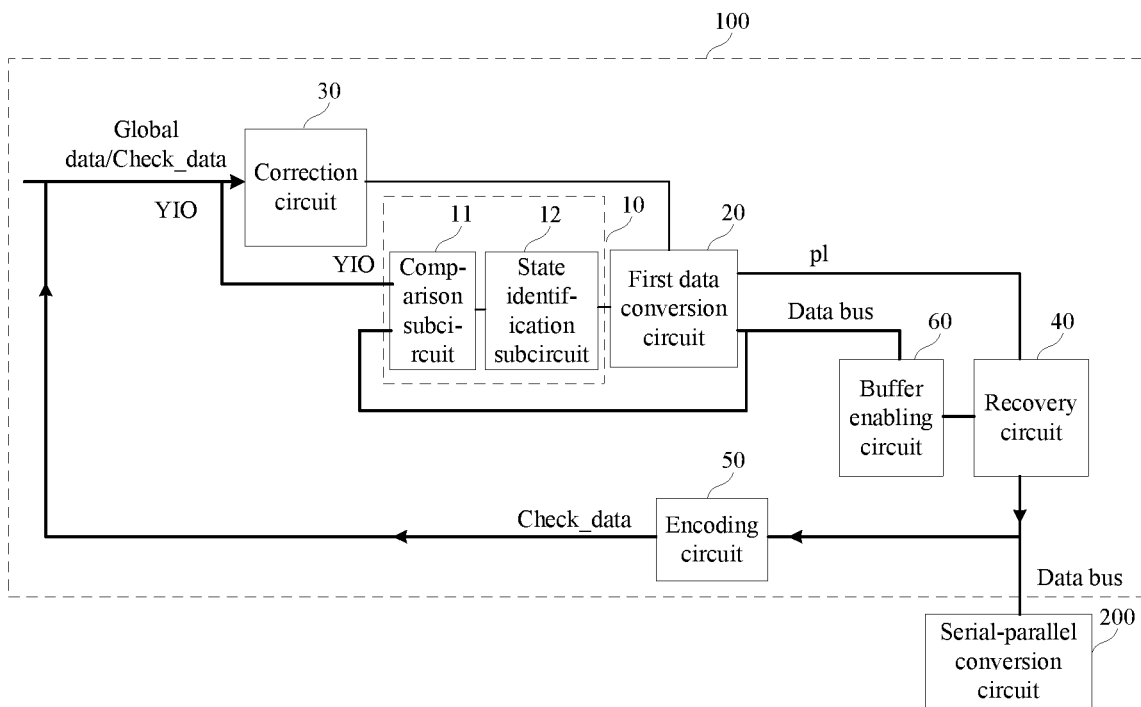 100
30
Global
data/Check_data
YIO
Correction
circuit
11
12
10
20
YIO
Comp-
arison
subci-
rcuit
State
identif-
ication
subcircuit
First data
conversion
circuit
pl
Data bus
60
40
Buffer
enabling
circuit
Recovery
circuit
50
Check_data
Encoding
circuit
Data bus
200
Serial-parallel
conversion
circuit